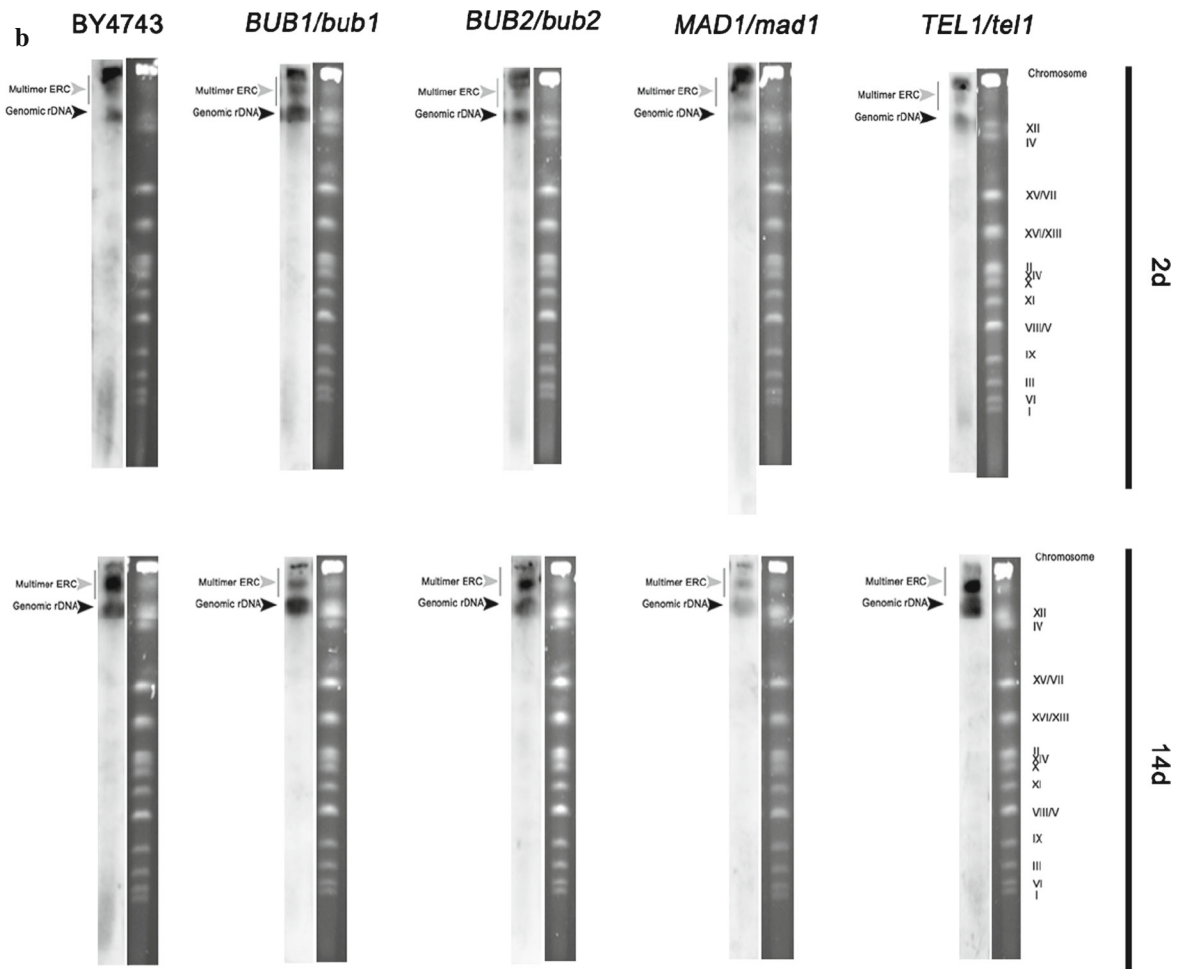 b
BY4743
BUB1/bub1
BUB2/bub2
MAD1/mad1
TEL1/tel1
Multimer ERC
Genomic rDNA
Multimer ERC
Genomic rDNA
Multimer ERC
Genomic rDNA
Multimer ERC
Genomic rDNA
Multimer ERC
Genomic rDNA
Chromosome
XII
IV
XV/VII
XVI/XIII
II
XIV
X
XI
VIII/V
IX
III
VI
I
2d
Multimer ERC
Genomic rDNA
Multimer ERC
Genomic rDNA
Multimer ERC
Genomic rDNA
Multimer ERC
Genomic rDNA
Multimer ERC
Genomic rDNA
Chromosome
XII
IV
XV/VII
XVI/XIII
II
XIV
X
XI
VIII/V
IX
III
VI
I
14d